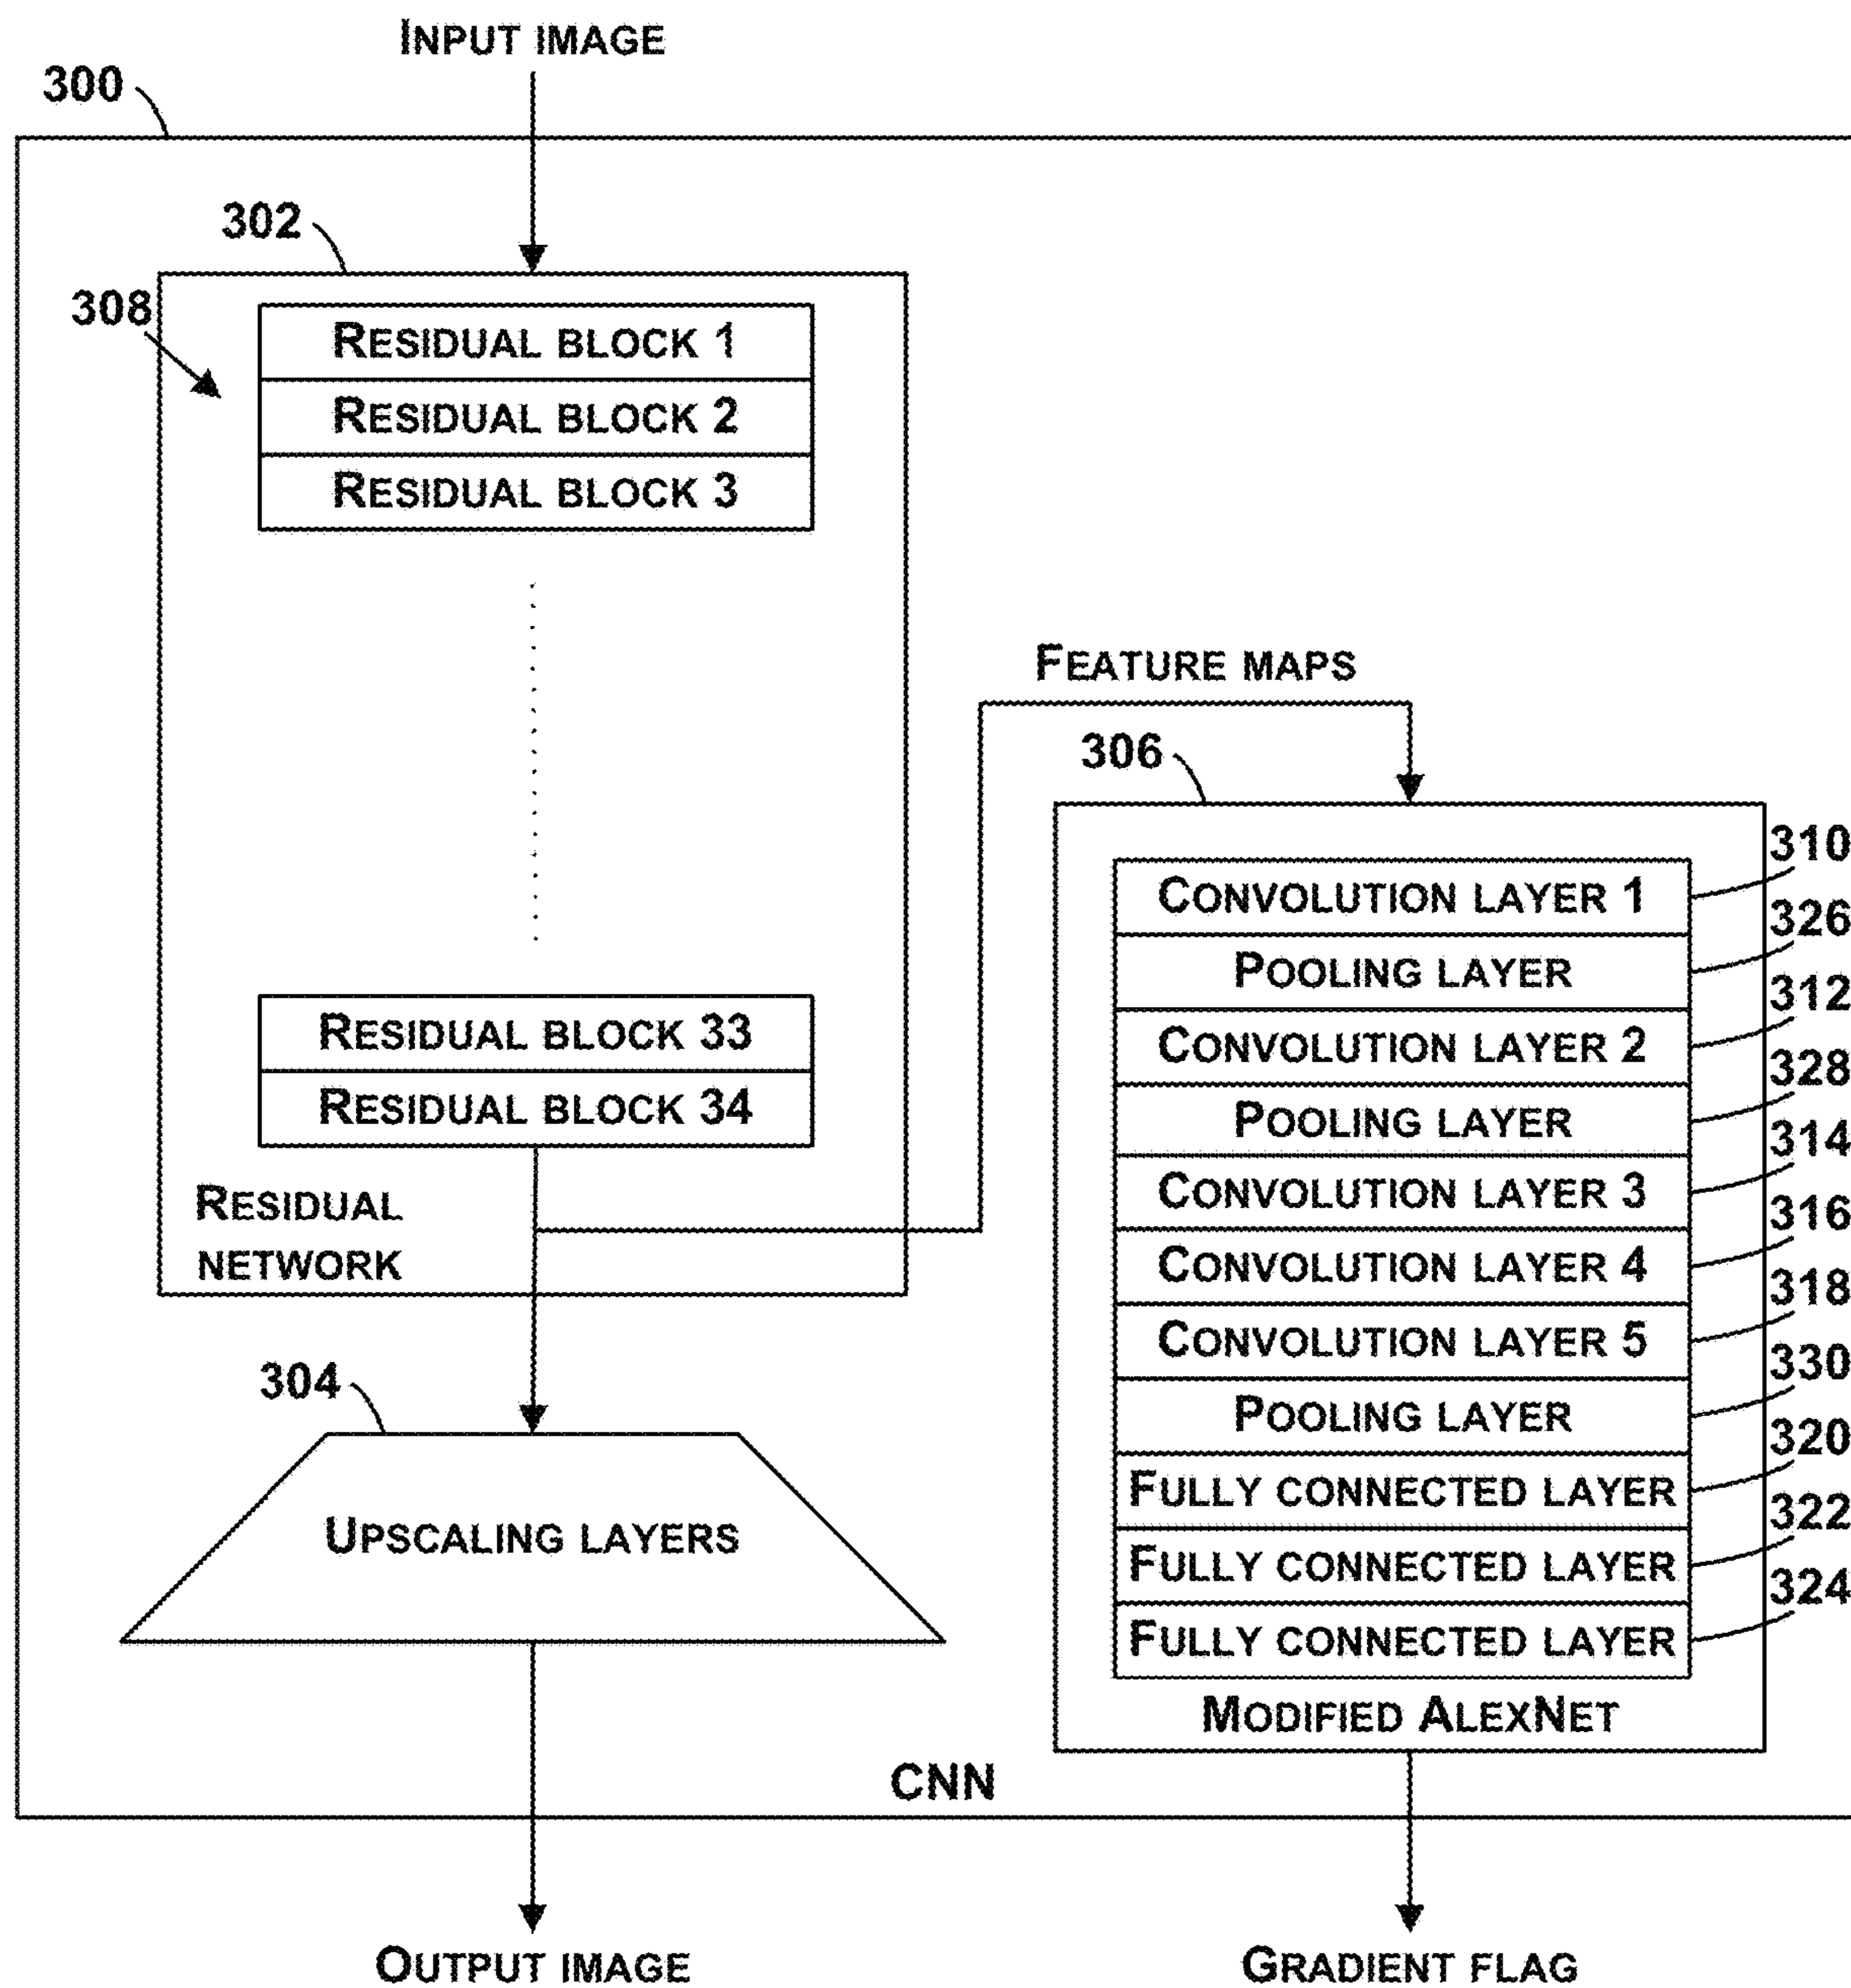 INPUT IMAGE
300
302
308
RESIDUAL BLOCK 1
RESIDUAL BLOCK 2
RESIDUAL BLOCK 3
RESIDUAL BLOCK 33
RESIDUAL BLOCK 34
RESIDUAL
NETWORK
304
UPSCALING LAYERS
FEATURE MAPS
306
CONVOLUTION LAYER 1
310
POOLING LAYER
326
CONVOLUTION LAYER 2
312
POOLING LAYER
328
CONVOLUTION LAYER 3
314
CONVOLUTION LAYER 4
316
CONVOLUTION LAYER 5
318
POOLING LAYER
330
FULLY CONNECTED LAYER
320
FULLY CONNECTED LAYER
322
FULLY CONNECTED LAYER
324
MODIFIED ALEXNET
CNN
OUTPUT IMAGE
GRADIENT FLAG